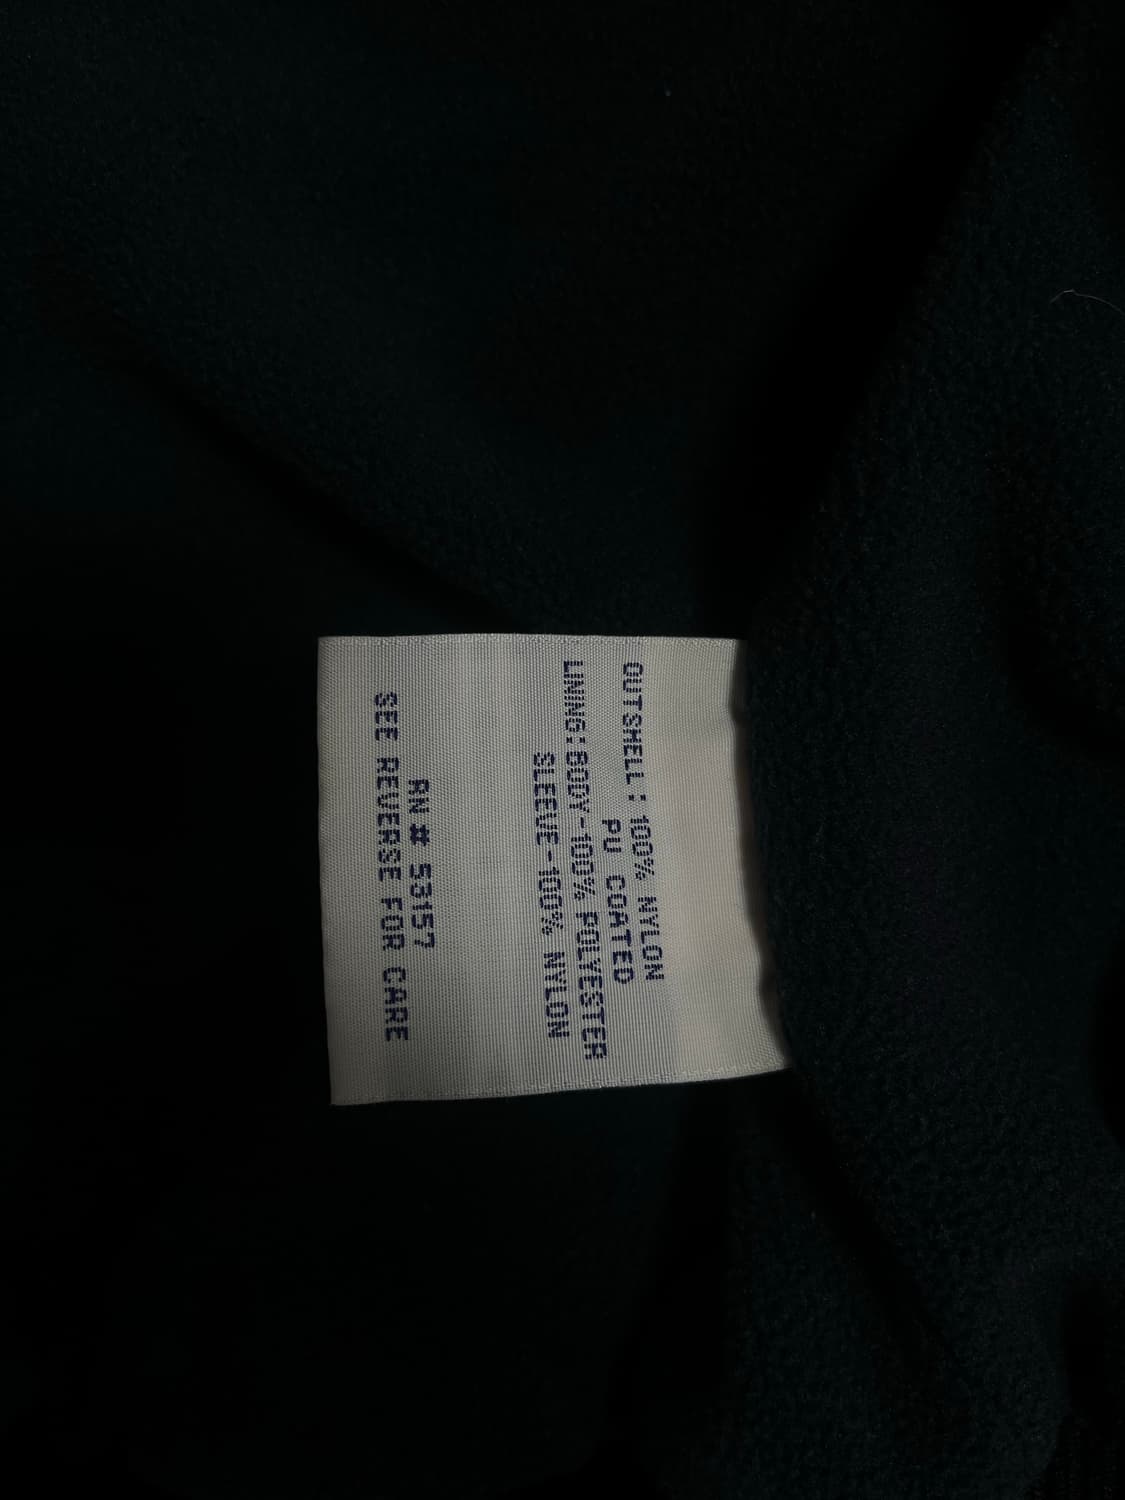 OUTSHELL: 100% NYLON
PU COATED
LINING: BODY-100% POLYESTER
SLEEVE-100% NYLON
RN # 53157
SEE REVERSE FOR CARE